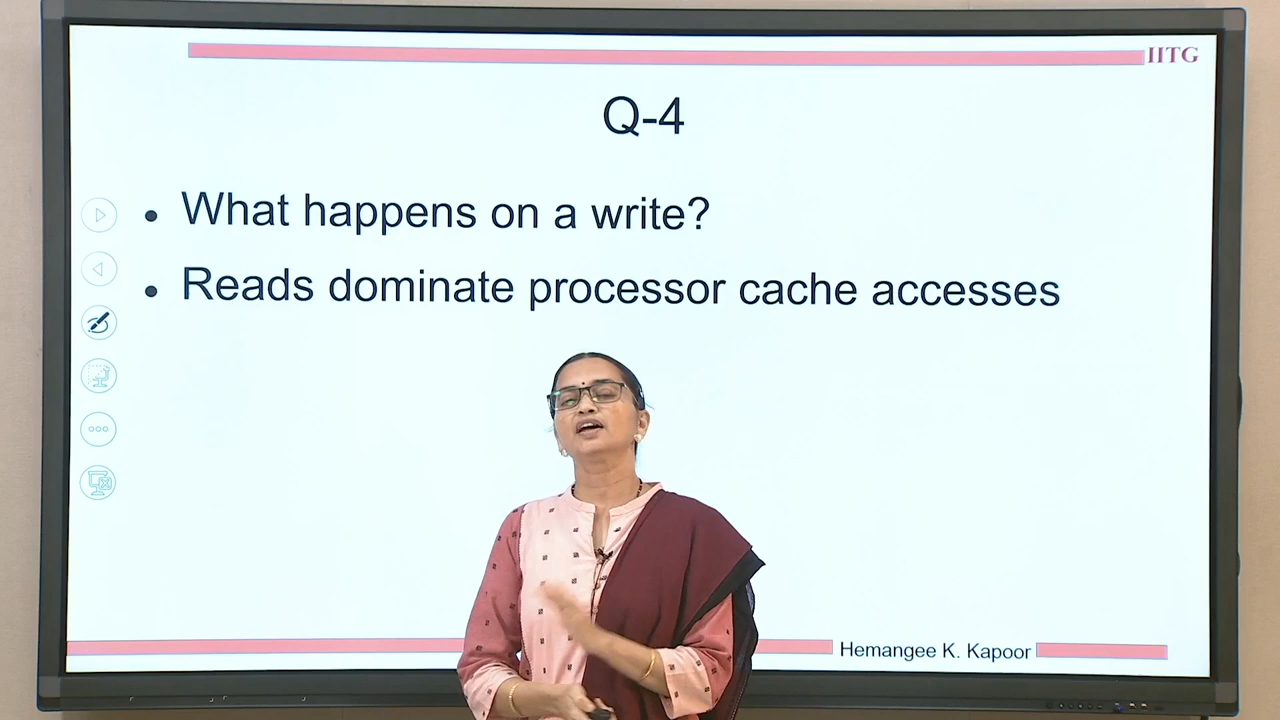 IITG
Q-4
• What happens on a write?
• Reads dominate processor cache accesses
Hemangee K. Kapoor